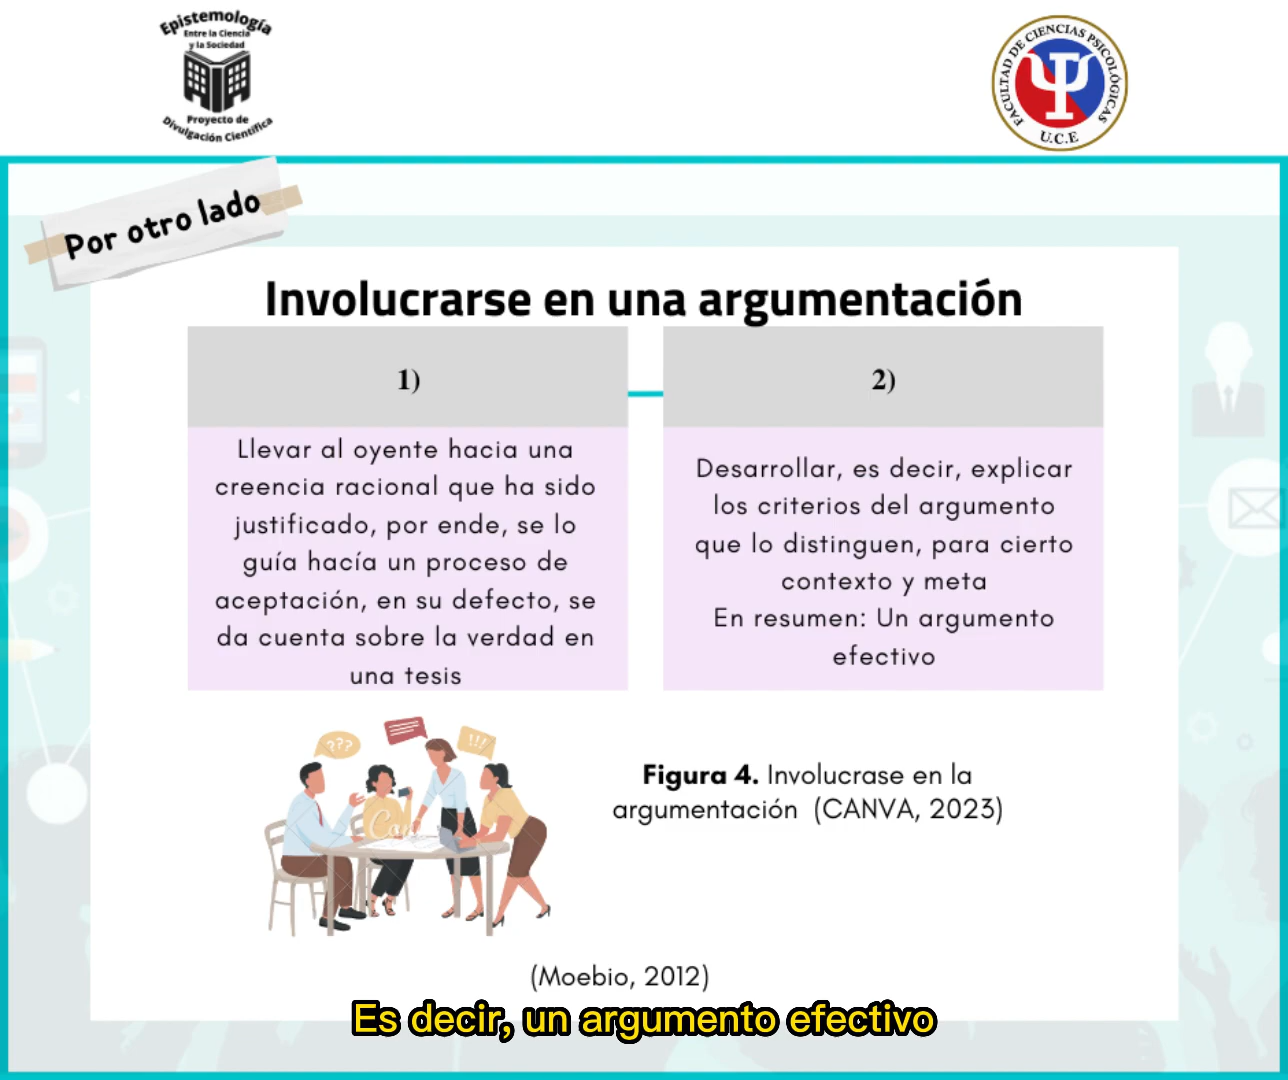 Epistemología
Entre la Ciencia
y la Sociedad
Proyecto de
Divulgación Científica
FACULTAD DE CIENCIAS PSICOLÓGICAS
U.C.E
Por otro lado
Involucrarse en una argumentación
1)
Llevar al oyente hacia una
creencia racional que ha sido
justificado, por ende, se lo
guía hacía un proceso de
aceptación, en su defecto, se
da cuenta sobre la verdad en
una tesis
2)
Desarrollar, es decir, explicar
los criterios del argumento
que lo distinguen, para cierto
contexto y meta
En resumen: Un argumento
efectivo
???
!!!
Figura 4. Involucrase en la
argumentación (CANVA, 2023)
(Moebio, 2012)
Es decir, un argumento efectivo